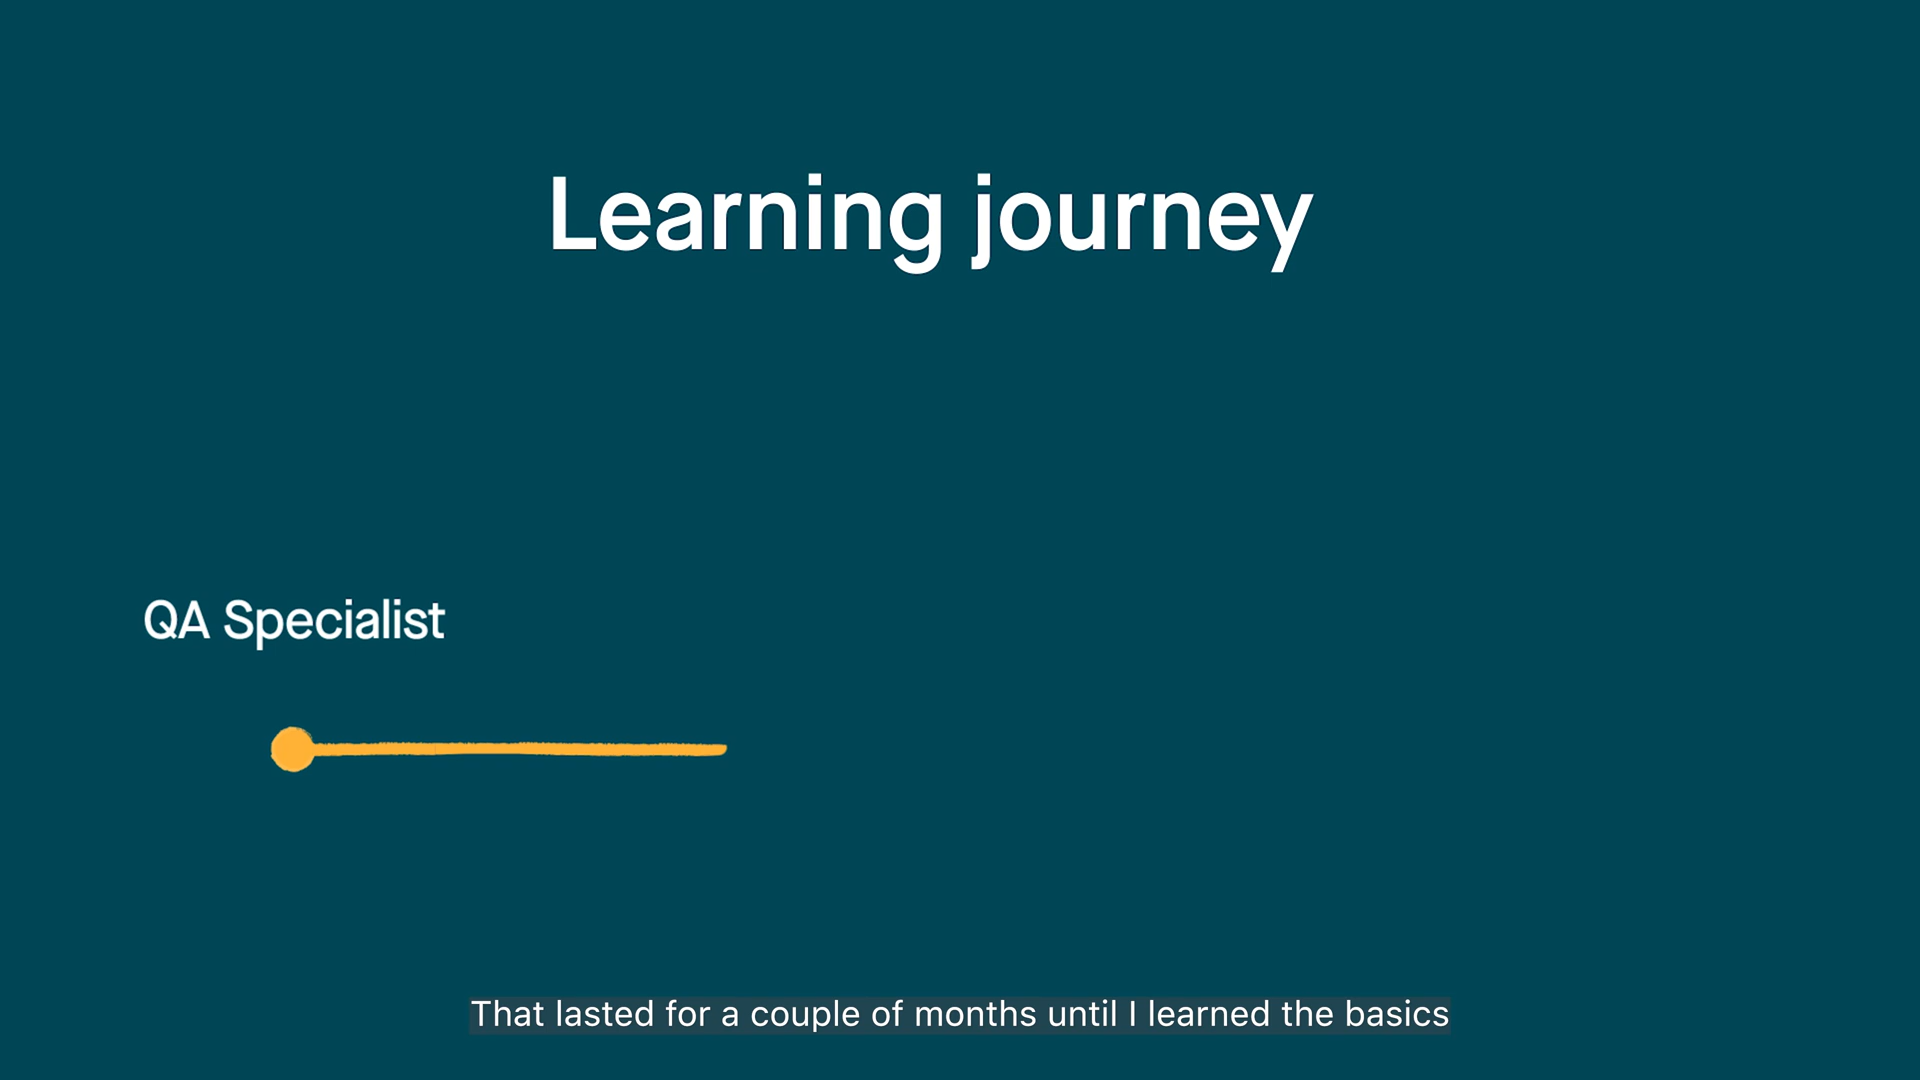 Learning journey
QA Specialist
That lasted for a couple of months until I learned the basics